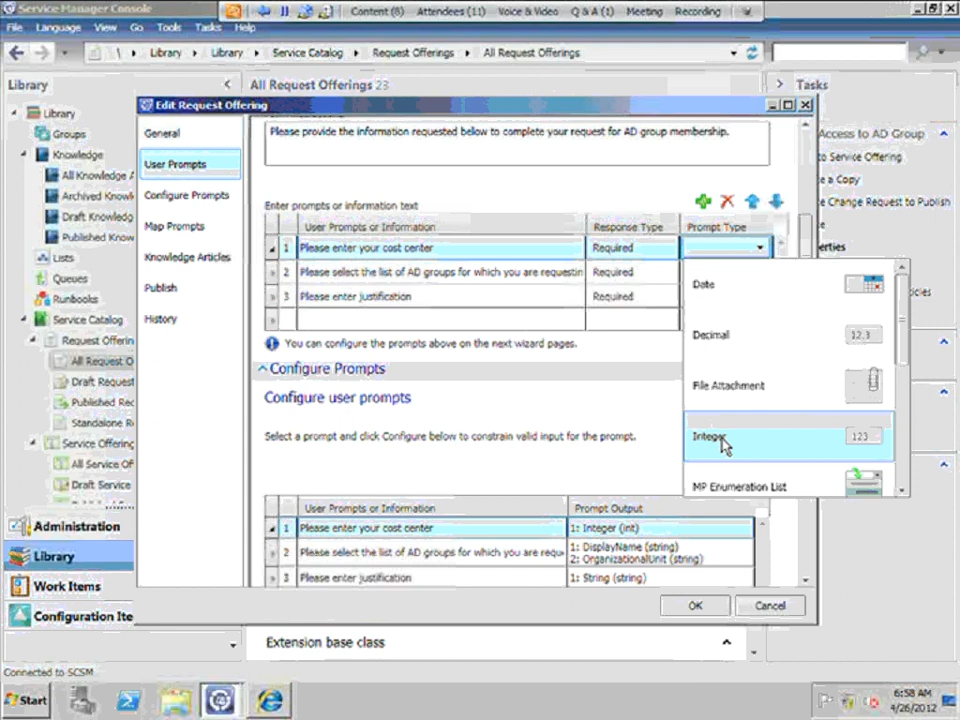 Service Manager Console
Content (8) Attendees (11) Voice & Video Q & A (1) Meeting Recording
File Language View Go Tools Tasks Help
\ Library Library Service Catalog Request Offerings All Request Offerings
Library
All Request Offerings 23
Tasks
Edit Request Offering
Library
Groups
Knowledge
All Knowledge A
Archived Knowl
Draft Knowledg
Published Know
Lists
Queues
Runbooks
Service Catalog
Request Offerin
All Request O
Draft Request
Published Rec
Standalone R
Service Offering
All Service Of
Draft Service
Administration
Library
Work Items
Configuration Ite
General
User Prompts
Configure Prompts
Map Prompts
Knowledge Articles
Publish
History
Please provide the information requested below to complete your request for AD group membership.
Enter prompts or information text
User Prompts or Information Response Type Prompt Type
1 Please enter your cost center Required
2 Please select the list of AD groups for which you are requestin Required
3 Please enter justification Required
You can configure the prompts above on the next wizard pages.
Configure Prompts
Configure user prompts
Select a prompt and click Configure below to constrain valid input for the prompt.
User Prompts or Information Prompt Output
1 Please enter your cost center 1: Integer (int)
2 Please select the list of AD groups for which you are requ 1: DisplayName (string)
2: OrganizationalUnit (string)
3 Please enter justification 1: String (string)
Date
Decimal 12.3
File Attachment
Integer 123
MP Enumeration List
OK Cancel
Access to AD Group
to Service Offering
e a Copy
e Change Request to Publish
erties
icles
Extension base class
Connected to SCSM
Start
6:58 AM
4/26/2012